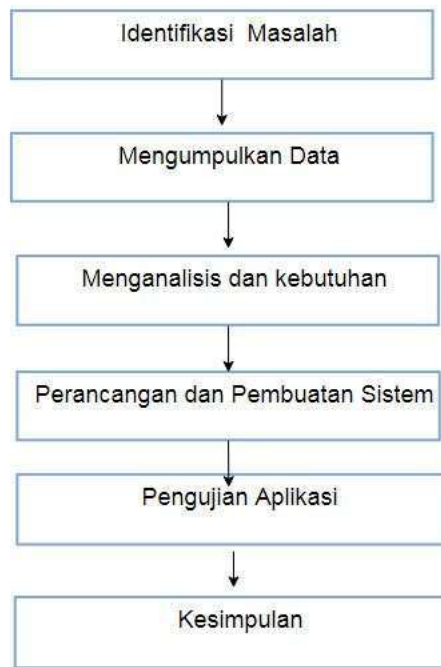 Identifikasi Masalah
Mengumpulkan Data
Menganalisis dan kebutuhan
Perancangan dan Pembuatan Sistem
Pengujian Aplikasi
Kesimpulan